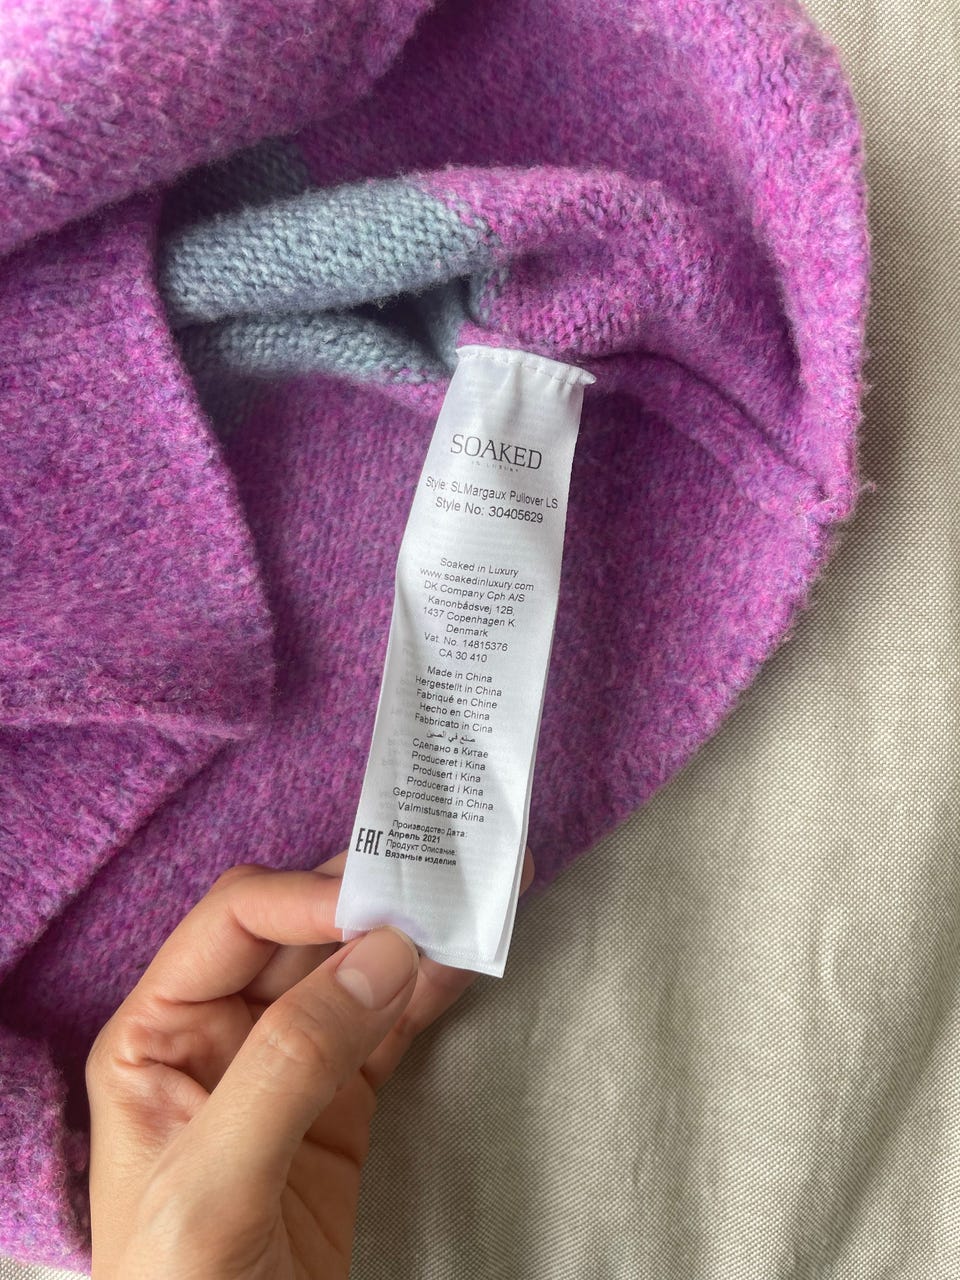 SOAKED
IN LUXURY
Style: SLMargaux Pullover LS
Style No: 30405629
Soaked in Luxury
www.soakedinluxury.com
DK Company Cph A/S
Kanonbådsvej 12B,
1437 Copenhagen K
Denmark
Vat. No. 14815376
CA 30 410
Made in China
Hergestellt in China
Fabriqué en Chine
Hecho en China
Fabbricato in Cina
صنع في الصين
Сделано в Китае
Produceret i Kina
Produsert i Kina
Producerad i Kina
Geproduceerd in China
Valmistusmaa Kiina
EAC
Производство Дата:
Апрель 2021
Продукт Описание:
Вязаные изделия